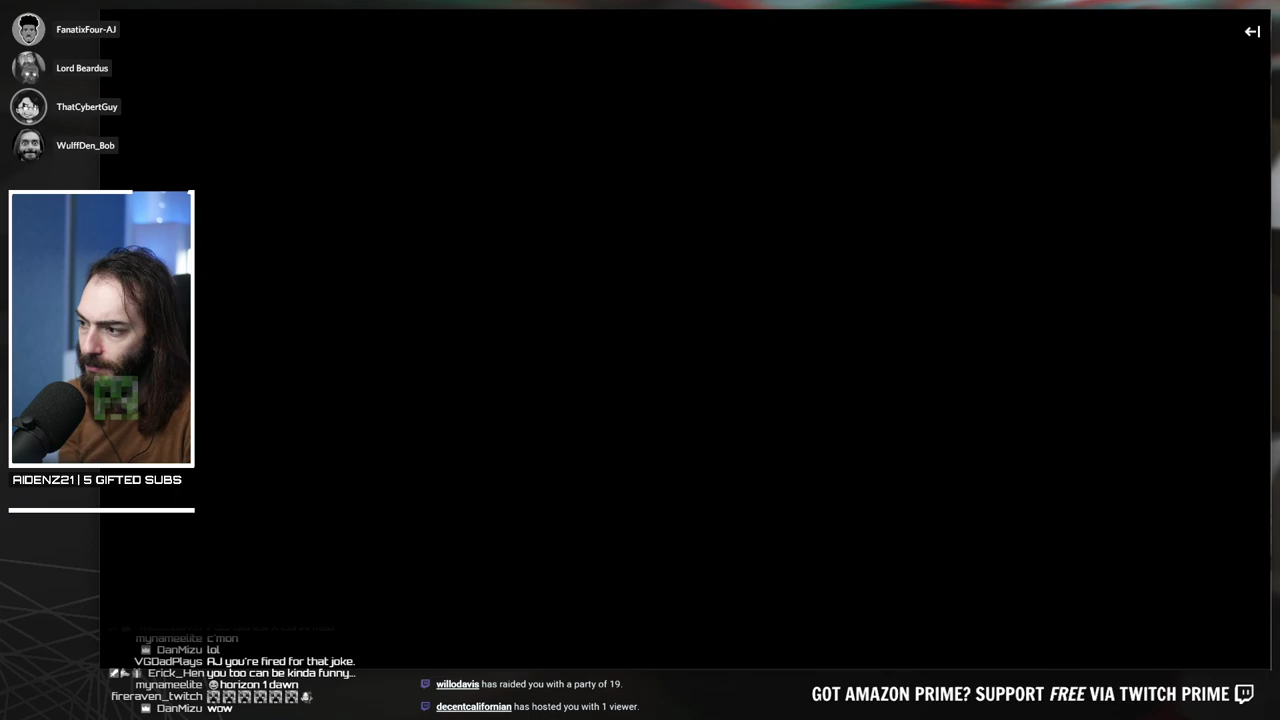 FanatixFour-AJ
Lord Beardus
ThatCybertGuy
WulffDen_Bob
AIDENZ21 | 5 GIFTED SUBS
mynameelite c'mon
DanMizu lol
VGDadPlays AJ you're fired for that joke.
Erick_Hen you too can be kinda funny...
mynameelite @horizon 1 dawn
fireraven_twitch
DanMizu wow
willodavis has raided you with a party of 19.
decentcalifornian has hosted you with 1 viewer.
GOT AMAZON PRIME? SUPPORT FREE VIA TWITCH PRIME